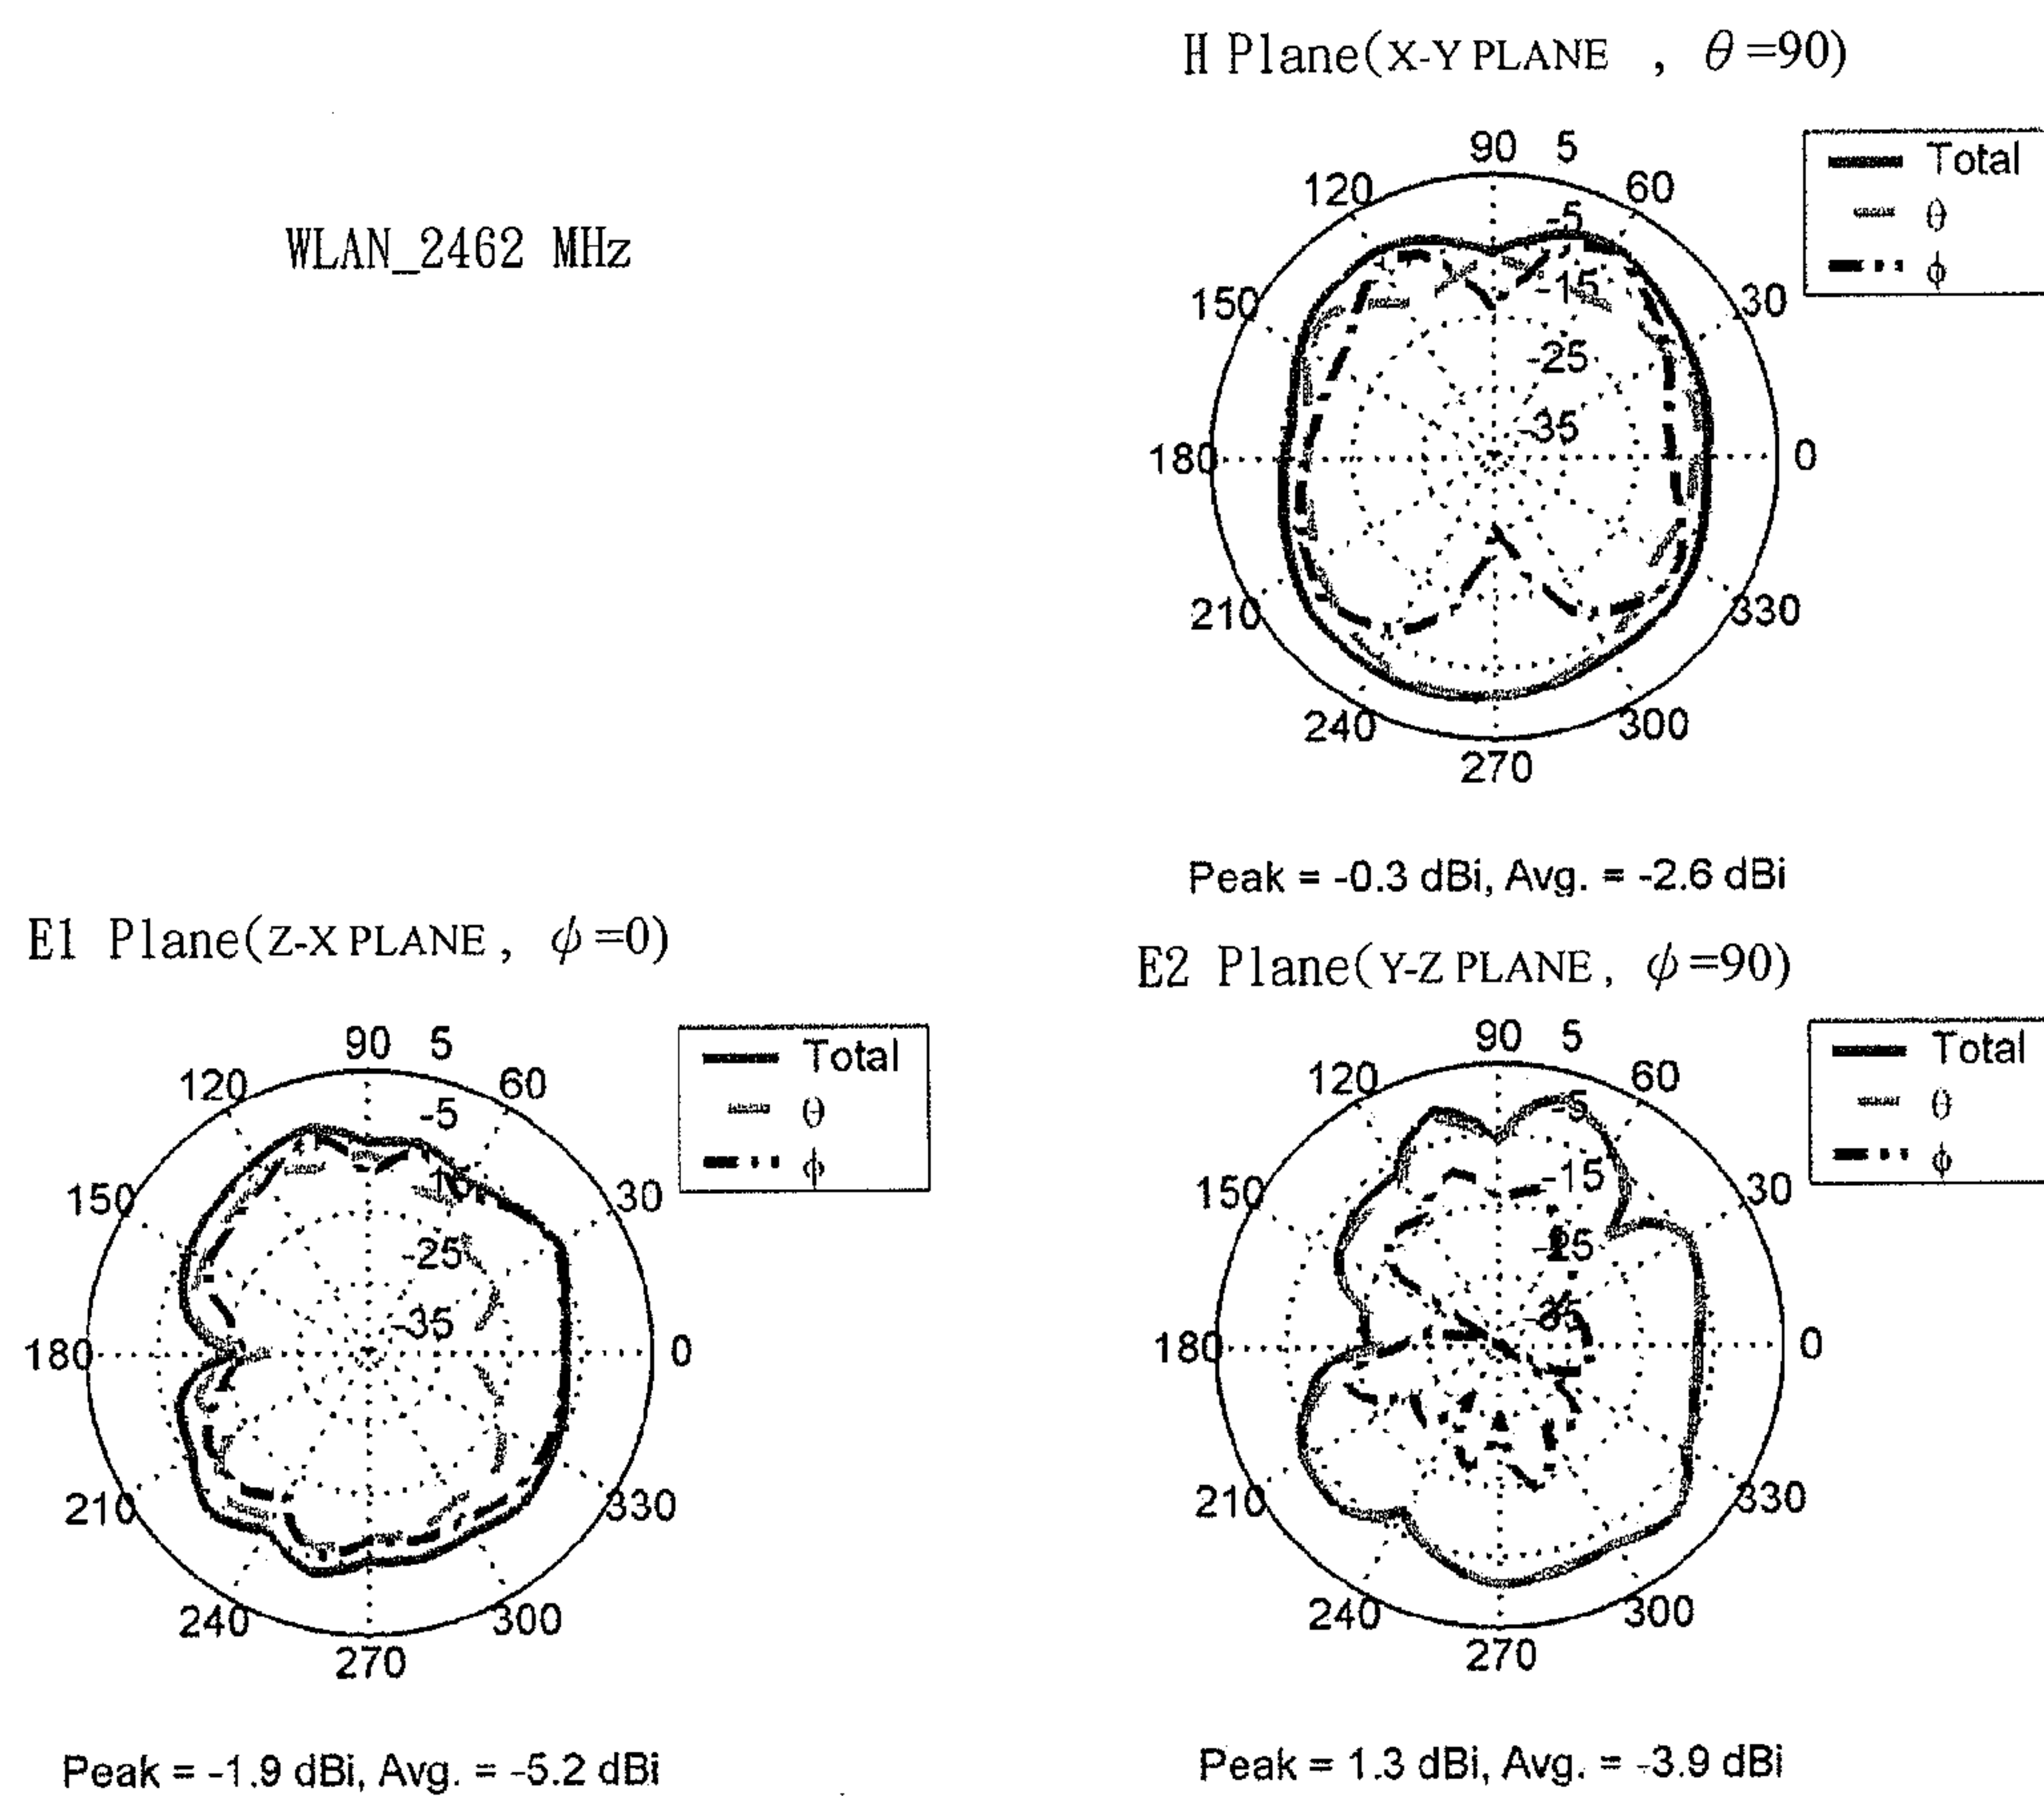 H Plane(X-Y PLANE , θ=90)
WLAN_2462 MHz
90 5
120 60
-5
150 -15 30
-25
-35
180 0
210 330
240 300
270
Total
θ
ϕ
Peak = -0.3 dBi, Avg. = -2.6 dBi
E1 Plane(Z-X PLANE, ϕ=0)
90 5
120 60
-5
150 30
-25
-35
180 0
210 330
240 300
270
Total
θ
ϕ
Peak = -1.9 dBi, Avg. = -5.2 dBi
E2 Plane(Y-Z PLANE, ϕ=90)
90 5
120 60
-5
150 -15 30
-25
-35
180 0
210 330
240 300
270
Total
θ
ϕ
Peak = 1.3 dBi, Avg. = -3.9 dBi